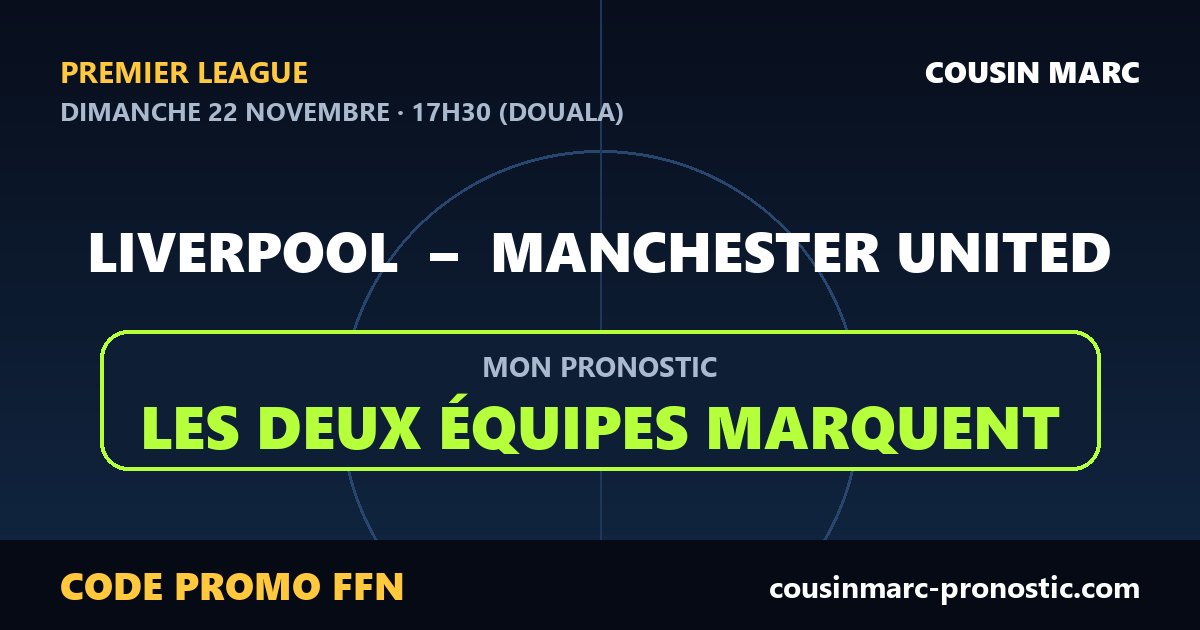 PREMIER LEAGUE
COUSIN MARC
DIMANCHE 22 NOVEMBRE · 17H30 (DOUALA)
LIVERPOOL – MANCHESTER UNITED
MON PRONOSTIC
LES DEUX ÉQUIPES MARQUENT
CODE PROMO FFN
cousinmarc-pronostic.com